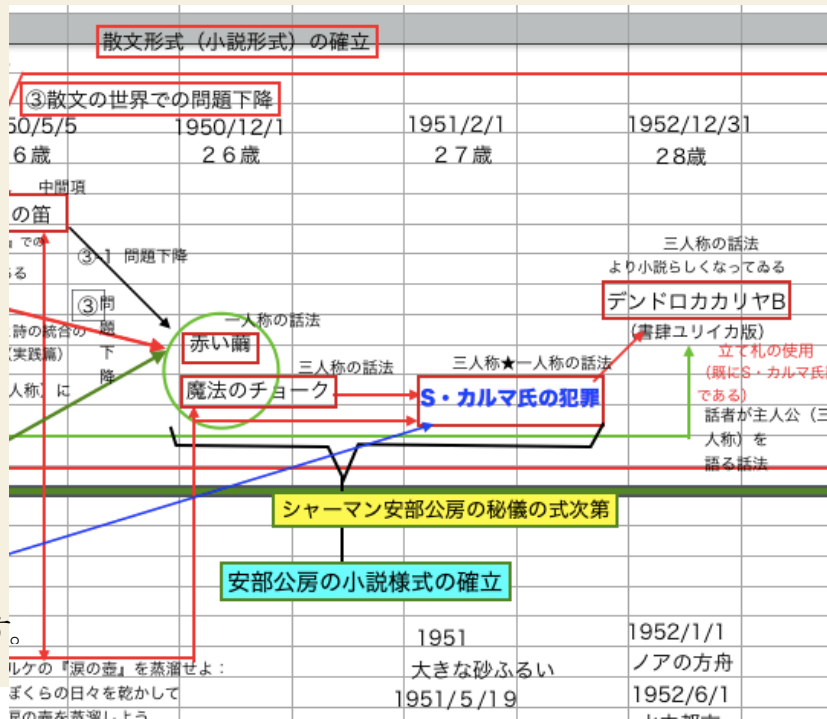 散文形式（小説形式）の確立
③散文の世界での問題下降
50/5/5
1950/12/1
1951/2/1
1952/12/31
6歳
２６歳
２７歳
28歳
中間項
の笛
』での
ある
③-1 問題下降
③問題下降
詩の統合の
（実践篇）
人称）に
一人称の話法
赤い繭
三人称の話法
魔法のチョーク
三人称★一人称の話法
S・カルマ氏の犯罪
三人称の話法
より小説らしくなってゐる
デンドロカカリヤB
（書肆ユリイカ版）
立て札の使用
（既にS・カルマ氏
である）
話者が主人公（三
人称）を
語る話法
シャーマン安部公房の秘儀の式次第
安部公房の小説様式の確立
す。
1951
1952/1/1
大きな砂ふるい
ノアの方舟
1951/5/19
1952/6/1
ルケの『涙の壺』を蒸溜せよ：
ぼくらの日々を乾かして
涙の壺を蒸溜しよう